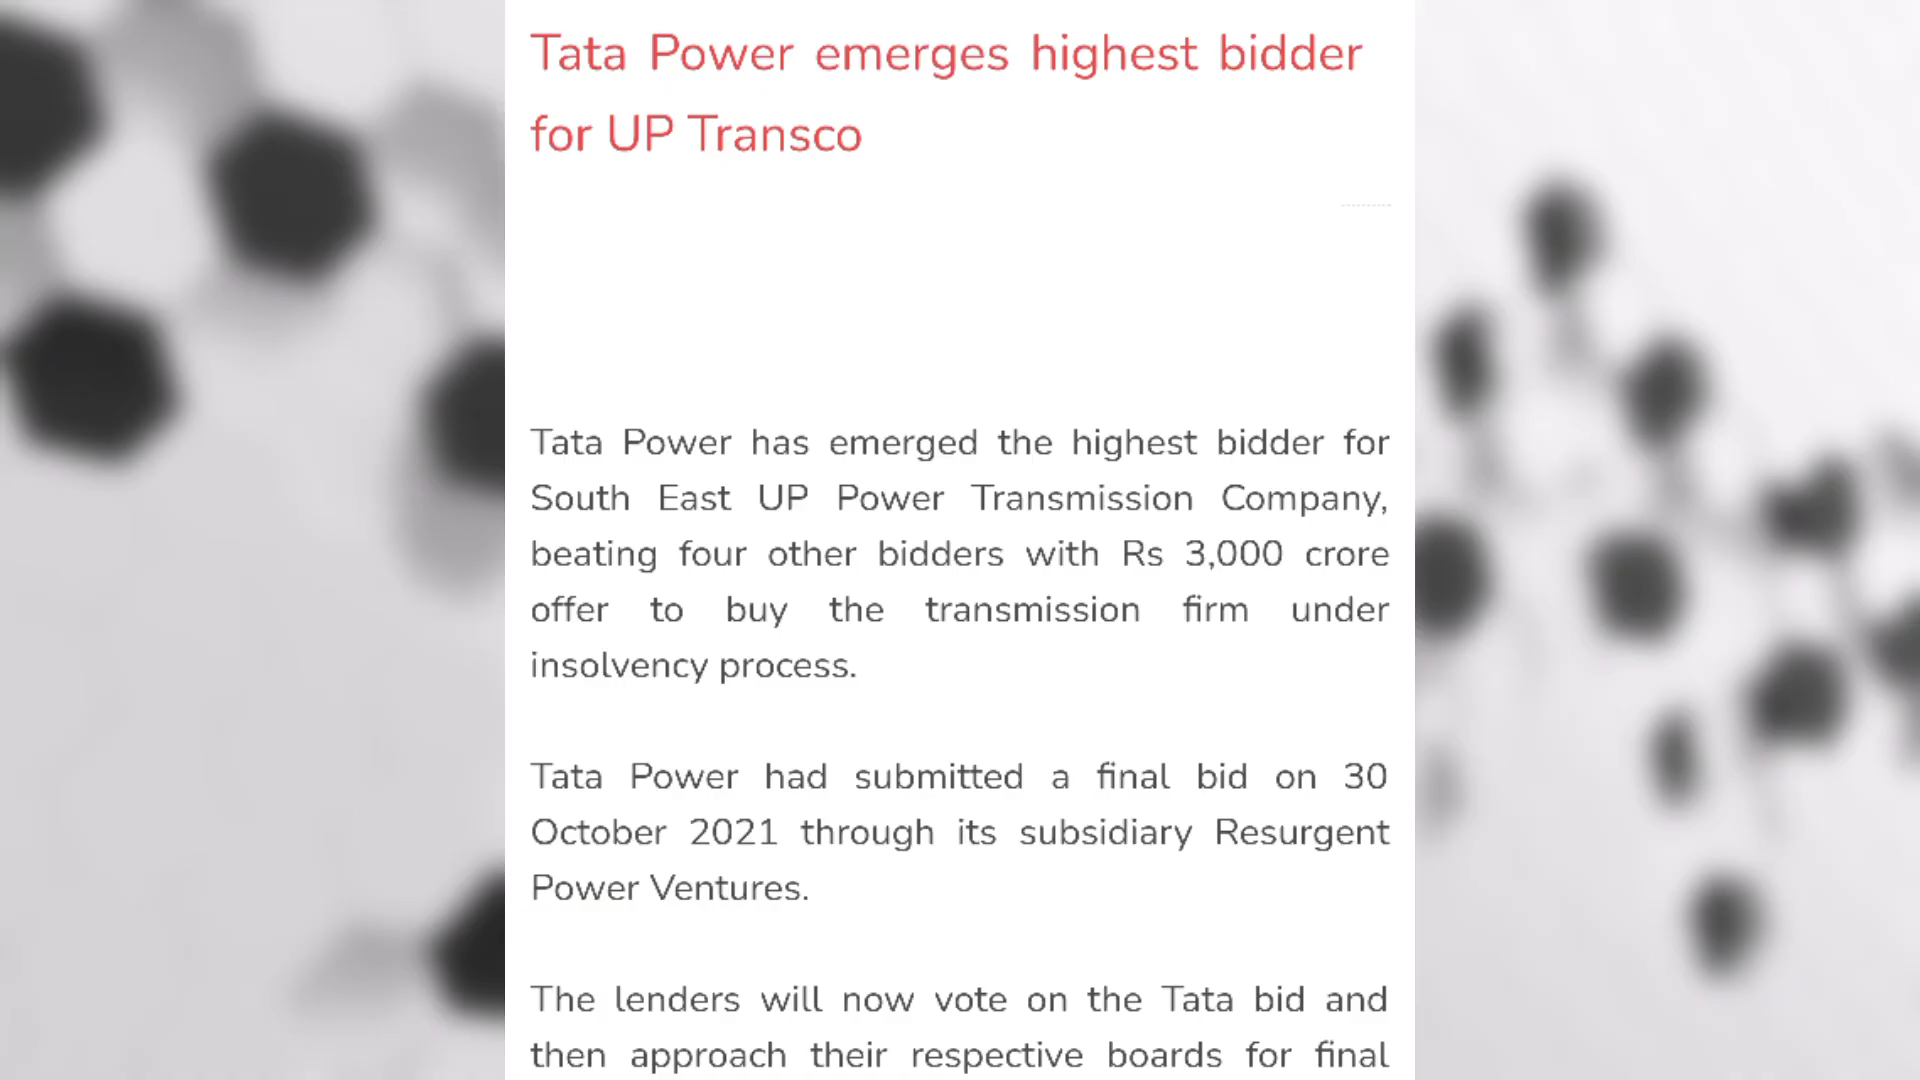 Tata Power emerges highest bidder
for UP Transco
Tata Power has emerged the highest bidder for
South East UP Power Transmission Company,
beating four other bidders with Rs 3,000 crore
offer to buy the transmission firm under
insolvency process.
Tata Power had submitted a final bid on 30
October 2021 through its subsidiary Resurgent
Power Ventures.
The lenders will now vote on the Tata bid and
then approach their respective boards for final